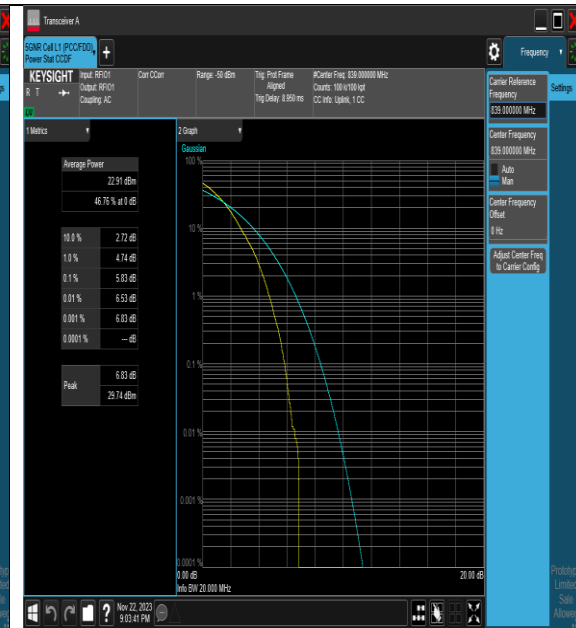 Transceiver A
5GNR Cell L1 (PCC/FDD),
Power Stat CCDF
Frequency
KEYSIGHT
R T
LV
Input: RFIO1
Output: RFIO1
Coupling: AC
Corr CCorr
Range: -50 dBm
Trig: Prot Frame
Aligned
Trig Delay: 8.950 ms
#Center Freq: 839.000000 MHz
Counts: 100 k/100 kpt
CC Info: Uplink, 1 CC
Carrier Reference
Frequency
839.000000 MHz
Settings
Center Frequency
839.000000 MHz
Auto
Man
Center Frequency
Offset
0 Hz
Adjust Center Freq
to Carrier Config
1 Metrics
Average Power
22.91 dBm
46.76 % at 0 dB
10.0 % 2.72 dB
1.0 % 4.74 dB
0.1 % 5.83 dB
0.01 % 6.53 dB
0.001 % 6.83 dB
0.0001 % --- dB
Peak
6.83 dB
29.74 dBm
2 Graph
Gaussian
100 %
10 %
1 %
0.1 %
0.01 %
0.001 %
0.0001 %
0.00 dB
20.00 dB
Info BW 20.000 MHz
Nov 22, 2023
9:03:41 PM